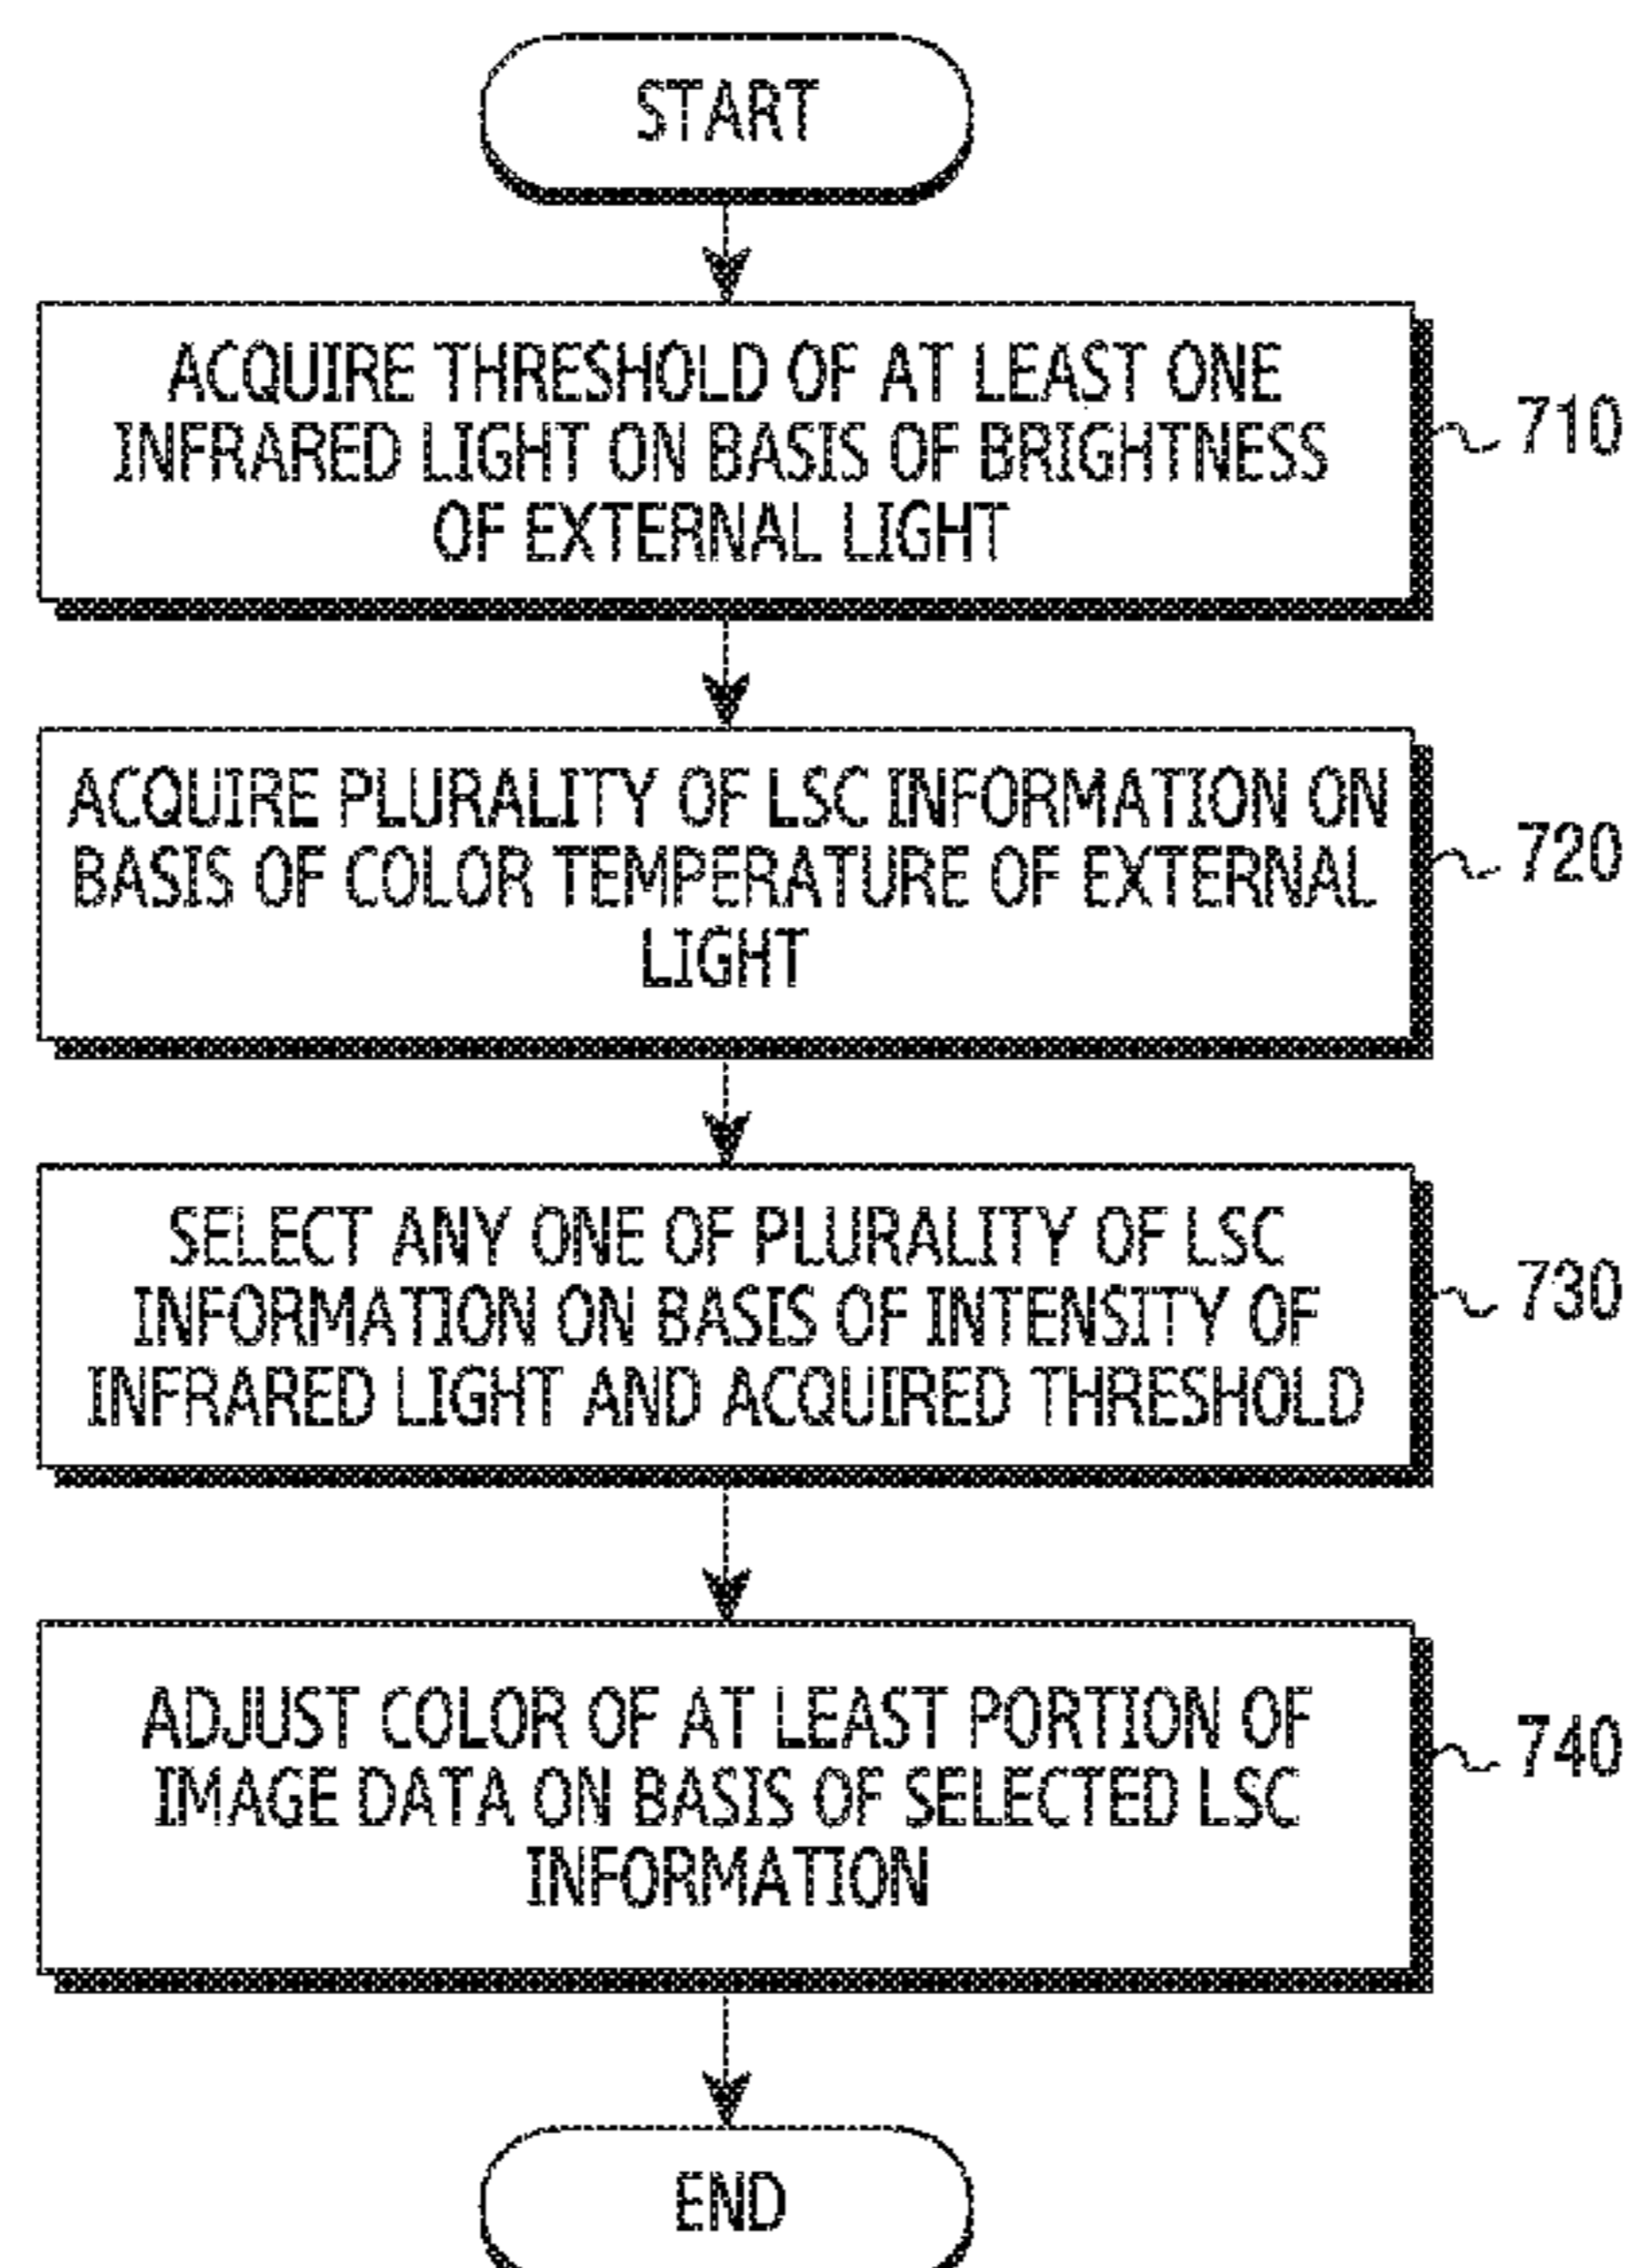 START
ACQUIRE THRESHOLD OF AT LEAST ONE
INFRARED LIGHT ON BASIS OF BRIGHTNESS
OF EXTERNAL LIGHT
710
ACQUIRE PLURALITY OF LSC INFORMATION ON
BASIS OF COLOR TEMPERATURE OF EXTERNAL
LIGHT
720
SELECT ANY ONE OF PLURALITY OF LSC
INFORMATION ON BASIS OF INTENSITY OF
INFRARED LIGHT AND ACQUIRED THRESHOLD
730
ADJUST COLOR OF AT LEAST PORTION OF
IMAGE DATA ON BASIS OF SELECTED LSC
INFORMATION
740
END